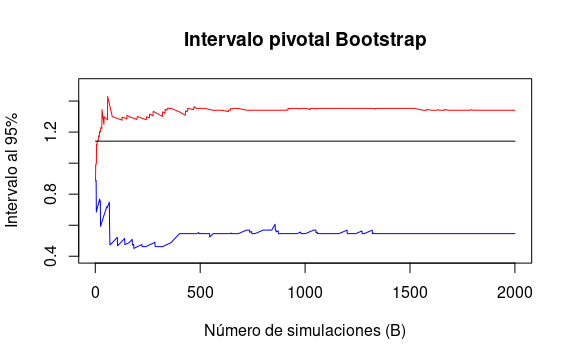 Intervalo pivotal Bootstrap
Intervalo al 95%
1.2
0.8
0.4
0 500 1000 1500 2000
Número de simulaciones (B)